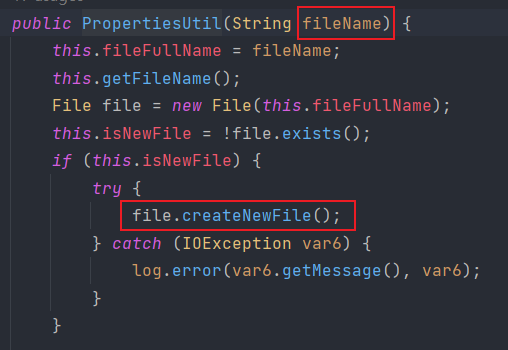 public PropertiesUtil(String fileName) {
this.fileFullName = fileName;
this.getFileName();
File file = new File(this.fileFullName);
this.isNewFile = !file.exists();
if (this.isNewFile) {
try {
file.createNewFile();
} catch (IOException var6) {
log.error(var6.getMessage(), var6);
}
}